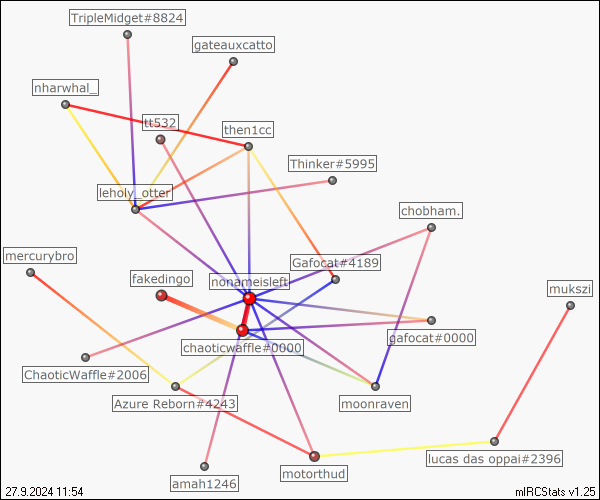 TripleMidget#8824
gateauxcatto
nharwhal_
tt532
then1cc
Thinker#5995
leholy_otter
chobham.
mercurybro
Gafocat#4189
nonameisleft
fakedingo
mukszi
gafocat#0000
chaoticwaffle#0000
ChaoticWaffle#2006
Azure Reborn#4243
moonraven
lucas das oppai#2396
motorthud
amah1246
27.9.2024 11:54
mIRCStats v1.25